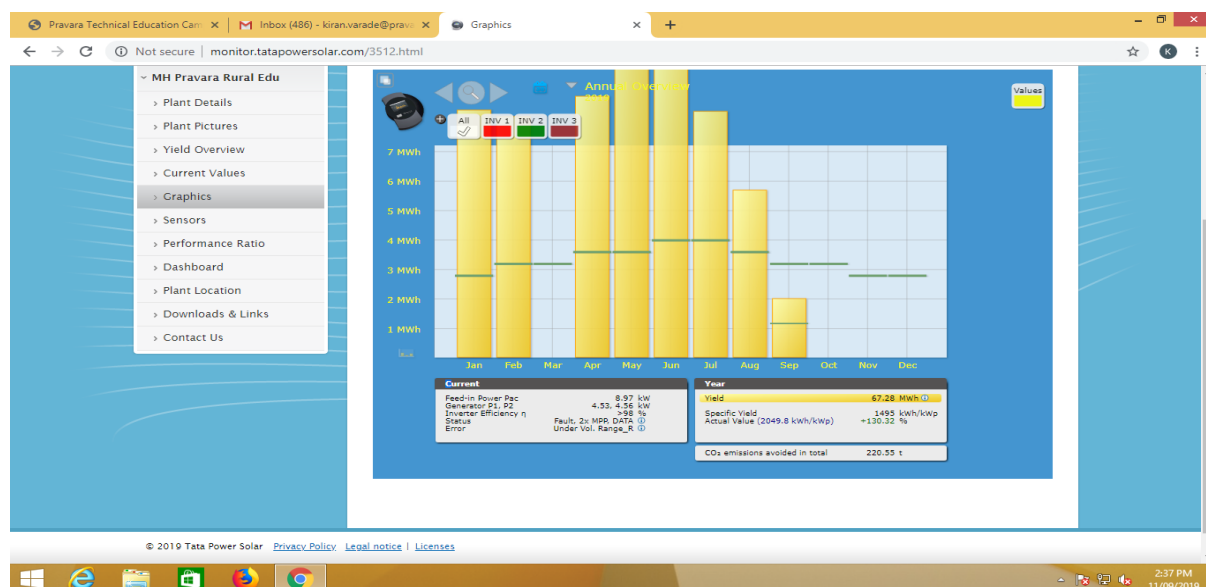 Pravara Technical Education Cam
Inbox (486) - kiran.varade@prava
Graphics
Not secure | monitor.tatapowersolar.com/3512.html
K
MH Pravara Rural Edu
Plant Details
Plant Pictures
Yield Overview
Current Values
Graphics
Sensors
Performance Ratio
Dashboard
Plant Location
Downloads & Links
Contact Us
Annual Overview
2019
Values
All INV 1 INV 2 INV 3
7 MWh
6 MWh
5 MWh
4 MWh
3 MWh
2 MWh
1 MWh
Jan Feb Mar Apr May Jun Jul Aug Sep Oct Nov Dec
Current
Feed-in Power Pac 8.97 kW
Generator P1, P2 4.53, 4.56 kW
Inverter Efficiency η >98 %
Status Fault, 2x MPP, DATA
Error Under Vol. Range_R
Year
Yield 67.28 MWh
Specific Yield 1495 kWh/kWp
Actual Value (2049.8 kWh/kWp) +130.32 %
CO₂ emissions avoided in total 220.55 t
© 2019 Tata Power Solar Privacy Policy Legal notice | Licenses
2:37 PM
11/09/2019